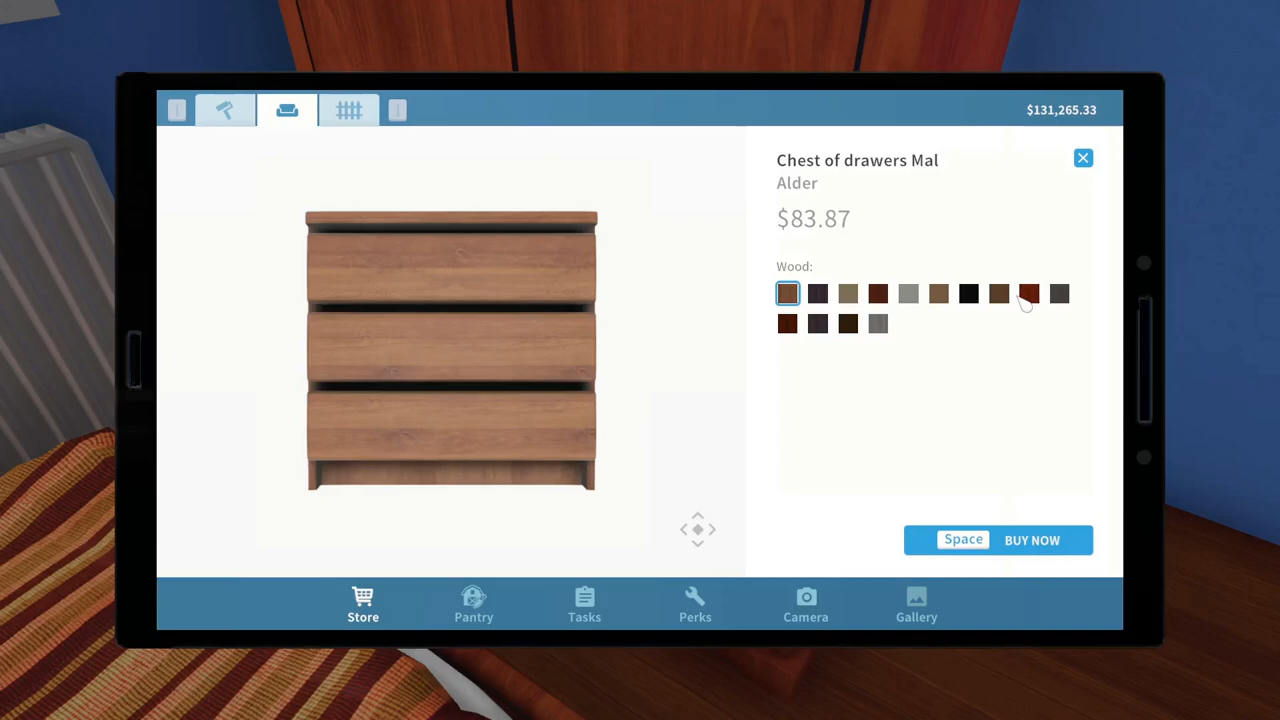 $131,265.33
Chest of drawers Mal
Alder
$83.87
Wood:
Space BUY NOW
Store
Pantry
Tasks
Perks
Camera
Gallery